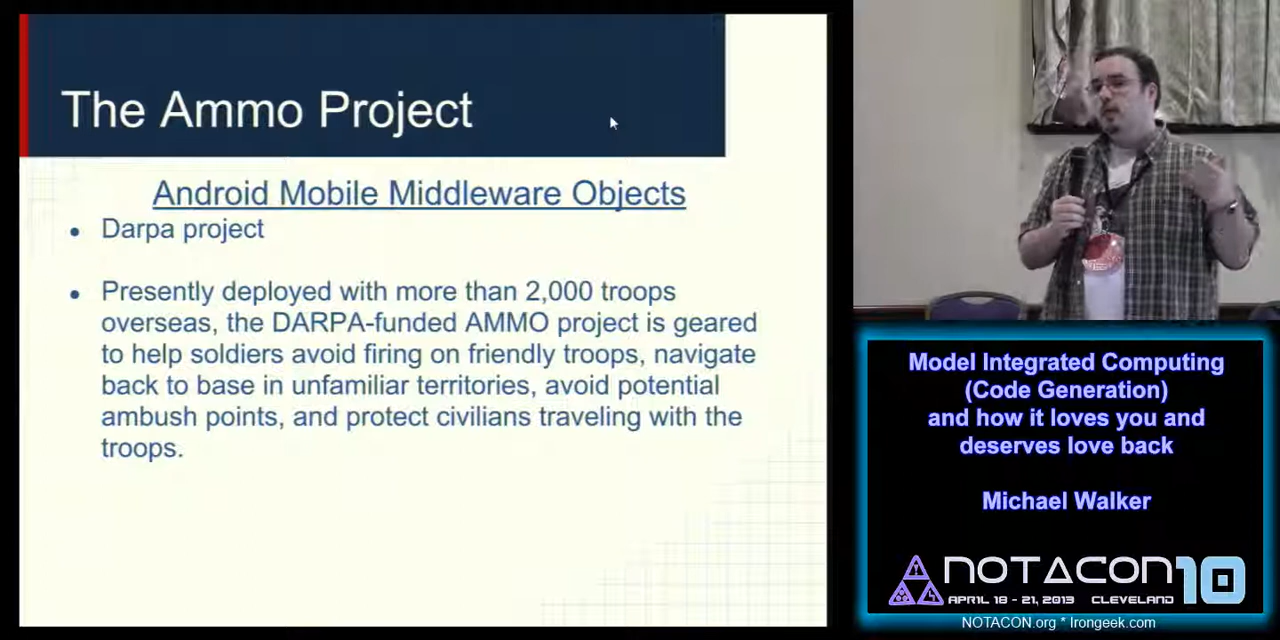 The Ammo Project
Android Mobile Middleware Objects
• Darpa project
• Presently deployed with more than 2,000 troops
overseas, the DARPA-funded AMMO project is geared
to help soldiers avoid firing on friendly troops, navigate
back to base in unfamiliar territories, avoid potential
ambush points, and protect civilians traveling with the
troops.
Model Integrated Computing
(Code Generation)
and how it loves you and
deserves love back
Michael Walker
NOTACON 10
APRIL 18 - 21, 2013 CLEVELAND
NOTACON.org * Irongeek.com